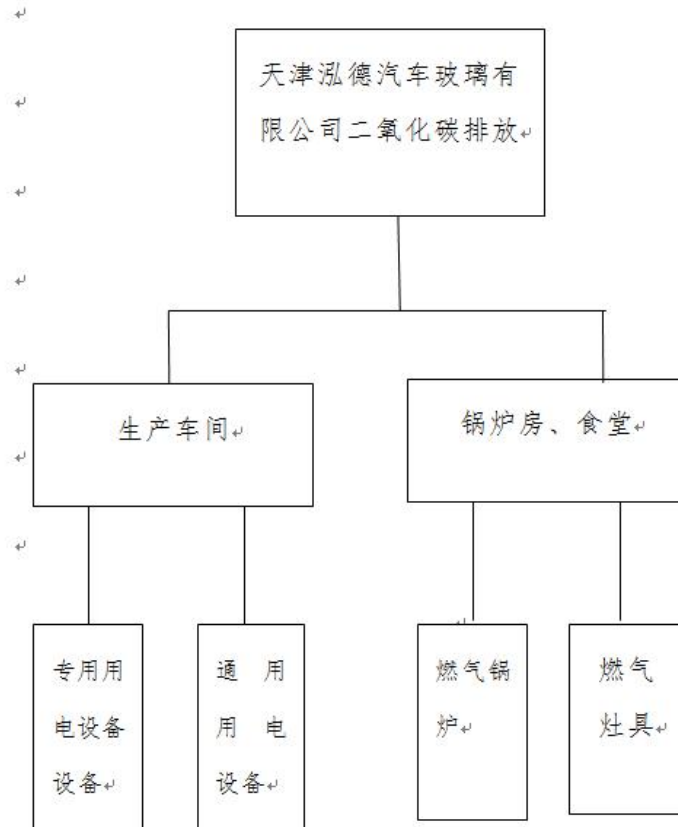 天津泓德汽车玻璃有
限公司二氧化碳排放
生产车间
锅炉房、食堂
专用用
电设备
设备
通用
用电
设备
燃气锅
炉
燃气
灶具